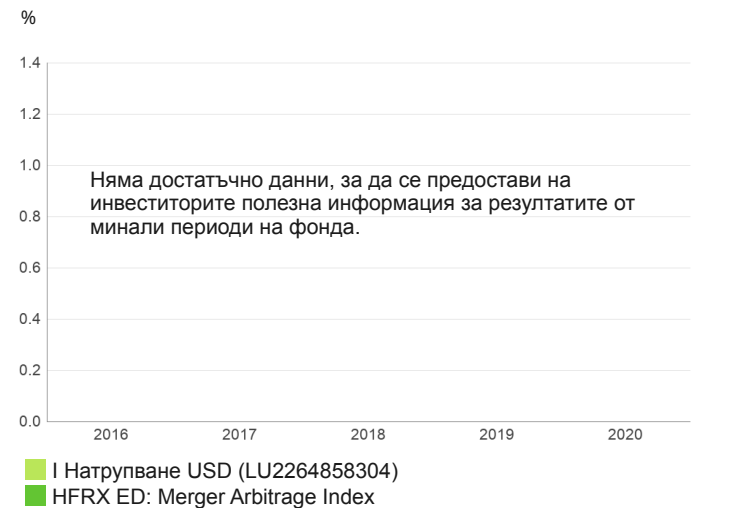 %
1.4
1.2
1.0
Няма достатъчно данни, за да се предостави на
инвеститорите полезна информация за резултатите от
минали периоди на фонда.
0.8
0.6
0.4
0.2
0.0
2016 2017 2018 2019 2020
I Натрупване USD (LU2264858304)
HFRX ED: Merger Arbitrage Index